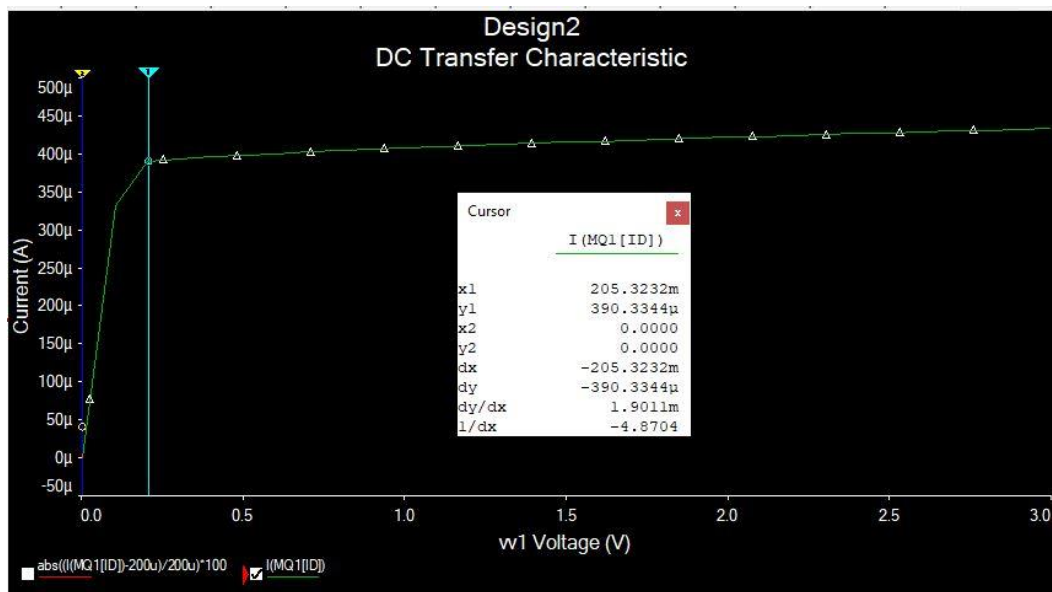 Design2
DC Transfer Characteristic
500µ
450µ
400µ
350µ
300µ
250µ
200µ
150µ
100µ
50µ
0µ
-50µ
Current (A)
2
1
Cursor
x
I(MQ1[ID])
x1 205.3232m
y1 390.3344µ
x2 0.0000
y2 0.0000
dx -205.3232m
dy -390.3344µ
dy/dx 1.9011m
1/dx -4.8704
0.0 0.5 1.0 1.5 2.0 2.5 3.0
vv1 Voltage (V)
abs((I(MQ1[ID])-200u)/200u)*100 I(MQ1[ID])